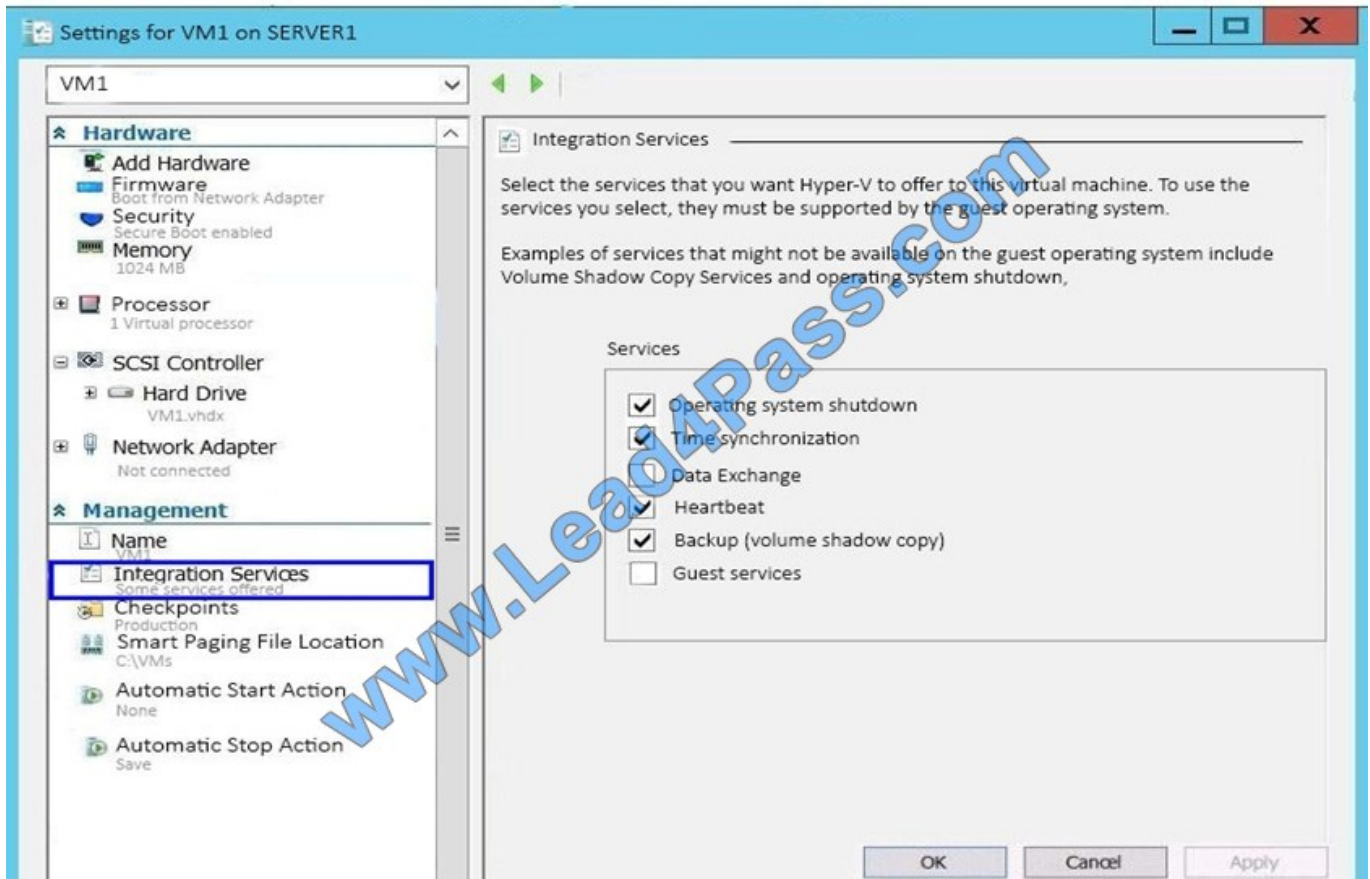 Settings for VM1 on SERVER1
VM1
Hardware
Add Hardware
Firmware
Boot from Network Adapter
Security
Secure Boot enabled
Memory
1024 MB
Processor
1 Virtual processor
SCSI Controller
Hard Drive
VM1.vhdx
Network Adapter
Not connected
Management
Name
VM1
Integration Services
Some services offered
Checkpoints
Production
Smart Paging File Location
C:\VMs
Automatic Start Action
None
Automatic Stop Action
Save
Integration Services
Select the services that you want Hyper-V to offer to this virtual machine. To use the
services you select, they must be supported by the guest operating system.
Examples of services that might not be available on the guest operating system include
Volume Shadow Copy Services and operating system shutdown,
Services
Operating system shutdown
Time synchronization
Data Exchange
Heartbeat
Backup (volume shadow copy)
Guest services
OK
Cancel
Apply
www.Lead4Pass.com